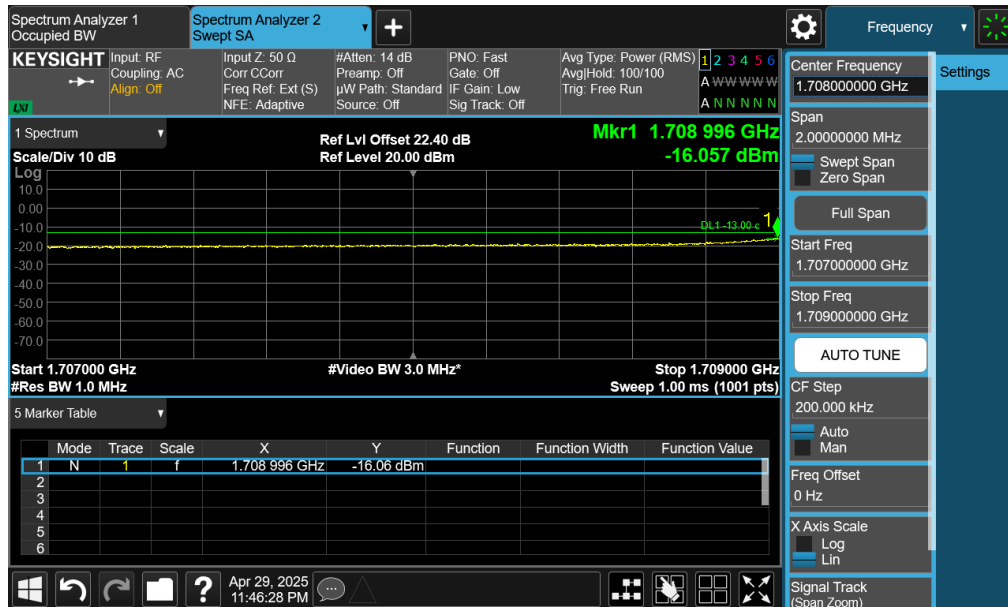 Spectrum Analyzer 1
Occupied BW
Spectrum Analyzer 2
Swept SA
Frequency
KEYSIGHT
LXI
Input: RF
Coupling: AC
Align: Off
Input Z: 50 Ω
Corr CCorr
Freq Ref: Ext (S)
NFE: Adaptive
#Atten: 14 dB
Preamp: Off
µW Path: Standard
Source: Off
PNO: Fast
Gate: Off
IF Gain: Low
Sig Track: Off
Avg Type: Power (RMS)
Avg|Hold: 100/100
Trig: Free Run
1 2 3 4 5 6
A W W W W W
A N N N N N
1 Spectrum
Scale/Div 10 dB
Ref Lvl Offset 22.40 dB
Ref Level 20.00 dBm
Mkr1 1.708 996 GHz
-16.057 dBm
Log
10.0
0.00
-10.0
-20.0
-30.0
-40.0
-50.0
-60.0
-70.0
DL1 -13.00
1
Start 1.707000 GHz
#Res BW 1.0 MHz
#Video BW 3.0 MHz*
Stop 1.709000 GHz
Sweep 1.00 ms (1001 pts)
5 Marker Table
Mode Trace Scale X Y Function Function Width Function Value
1 N 1 f 1.708 996 GHz -16.06 dBm
2
3
4
5
6
Apr 29, 2025
11:46:28 PM
?
Center Frequency
1.708000000 GHz
Settings
Span
2.00000000 MHz
Swept Span
Zero Span
Full Span
Start Freq
1.707000000 GHz
Stop Freq
1.709000000 GHz
AUTO TUNE
CF Step
200.000 kHz
Auto
Man
Freq Offset
0 Hz
X Axis Scale
Log
Lin
Signal Track
(Span Zoom)